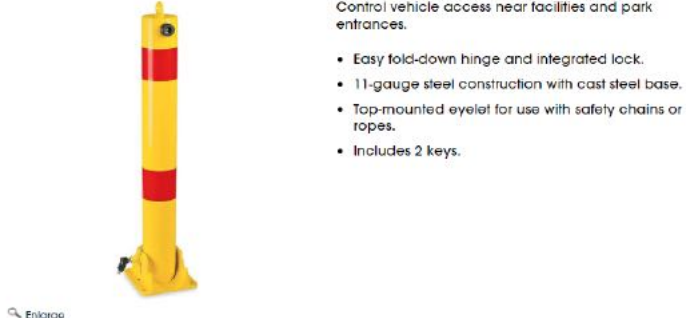 Control vehicle access near facilities and park
entrances.
• Easy fold-down hinge and integrated lock.
• 11-gauge steel construction with cast steel base.
• Top-mounted eyelet for use with safety chains or
ropes.
• Includes 2 keys.
Enlarge